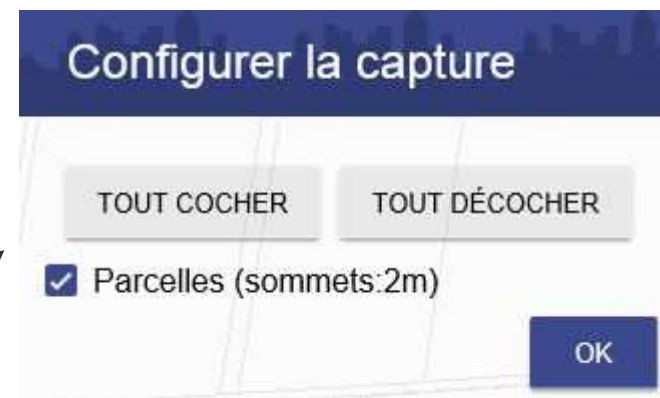 Configurer la capture
TOUT COCHER TOUT DÉCOCHER
Parcelles (sommets:2m)
OK